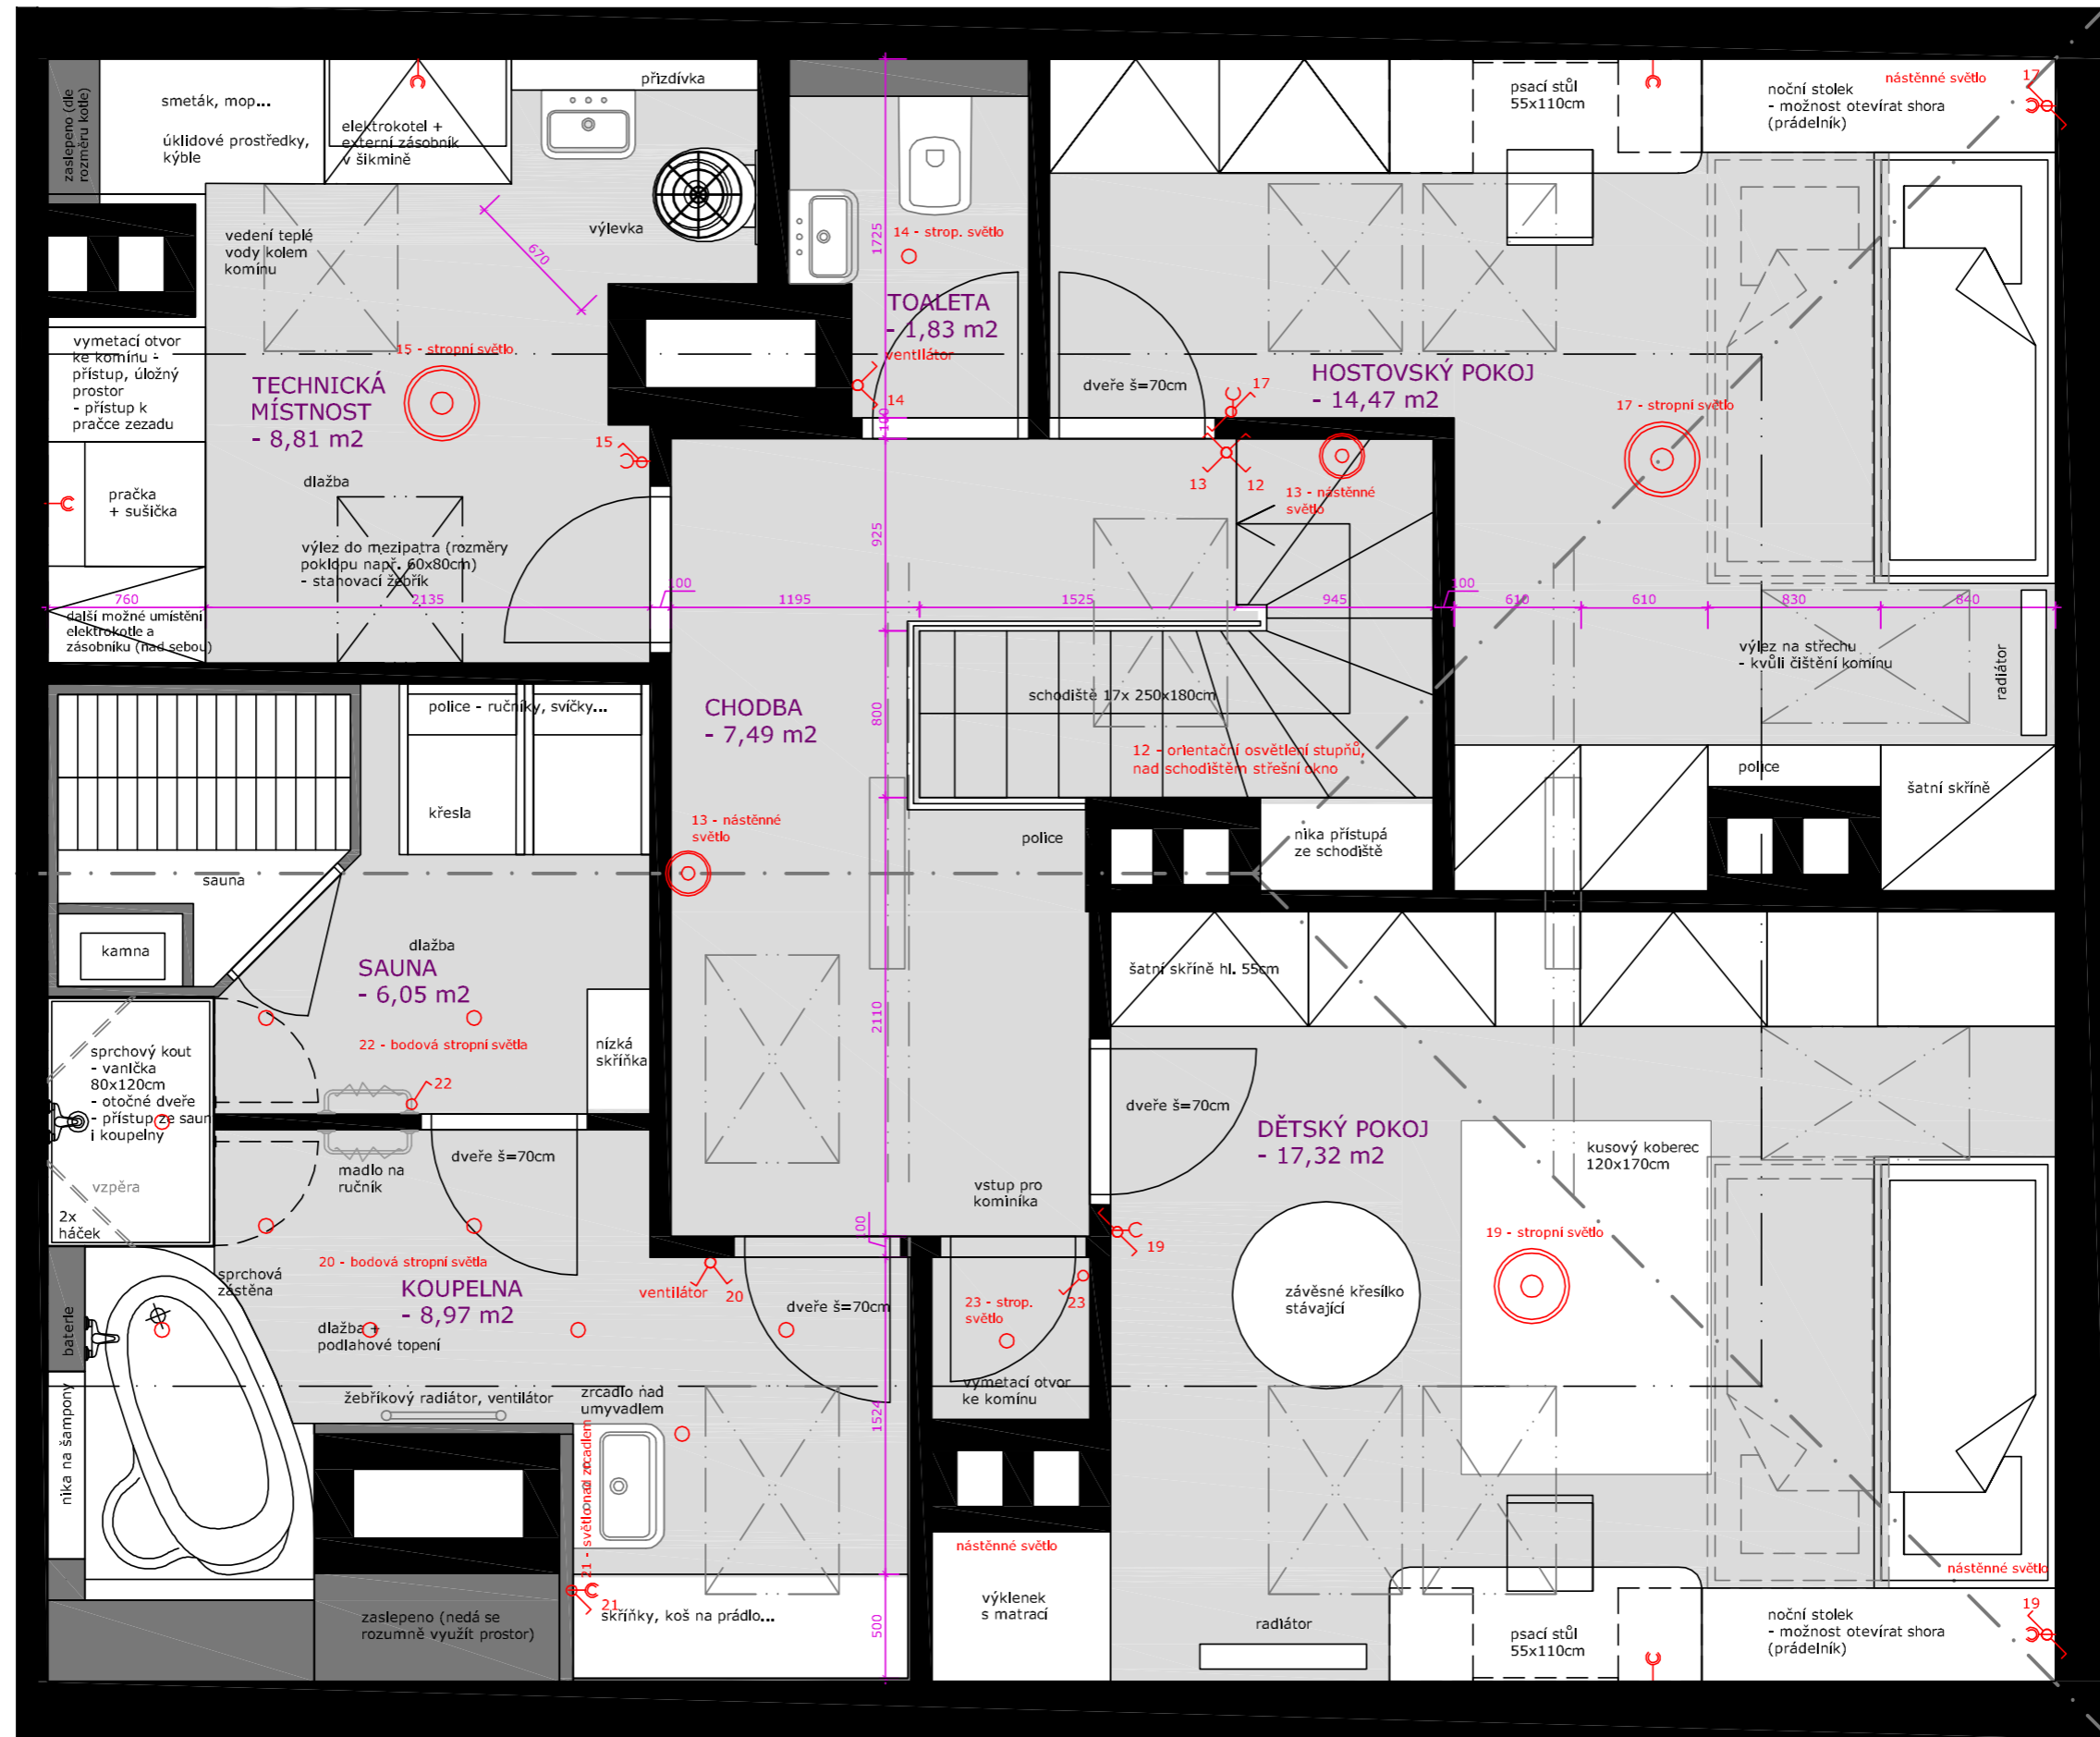 zaslepeno (dle
rozměru kotle)
smeták, mop...
úklidové prostředky,
kýble
elektrokotel +
externí zásobník
v šikmině
přizdívka
výlevka
670
vedení teplé
vody kolem
komínu
vymetací otvor
ke komínu -
přístup, úložný
prostor
- přístup k
pračce zezadu
15 - stropní světlo
TECHNICKÁ
MÍSTNOST
- 8,81 m2
15
dlažba
pračka
+ sušička
výlez do mezipatra (rozměry
poklopu např. 60x80cm)
- stahovací žebřík
další možné umístění
elektrokotle a
zásobníku (nad sebou)
760
2135
100
1195
1525
945
100
610
610
830
840
1725
14 - strop. světlo
TOALETA
- 1,83 m2
ventilátor
14
100
925
800
2110
100
1524
500
psací stůl
55x110cm
noční stolek
- možnost otevírat shora
(prádelník)
nástěnné světlo
17
dveře š=70cm
17
HOSTOVSKÝ POKOJ
- 14,47 m2
17 - stropní světlo
13
12
13 - nástěnné
světlo
výlez na střechu
- kvůli čištění komínu
radiátor
police
šatní skříně
CHODBA
- 7,49 m2
schodiště 17x 250x180cm
12 - orientační osvětlení stupňů,
nad schodištěm střešní okno
13 - nástěnné
světlo
police
nika přístupá
ze schodiště
police - ručníky, svíčky...
křesla
sauna
kamna
dlažba
SAUNA
- 6,05 m2
22 - bodová stropní světla
22
nízká
skříňka
sprchový kout
- vanička
80x120cm
- otočné dveře
- přístup ze saun
i koupelny
vzpěra
2x
háček
madlo na
ručník
dveře š=70cm
sprchová
zástěna
20 - bodová stropní světla
KOUPELNA
- 8,97 m2
dlažba +
podlahové topení
baterie
nika na šampony
ventilátor
20
dveře š=70cm
žebříkový radiátor, ventilátor
zrcadlo nad
umyvadlem
21 - světlo nad zrcadlem
21
skříňky, koš na prádlo...
zaslepeno (nedá se
rozumně využít prostor)
vstup pro
kominíka
23 - strop.
světlo
23
vymetací otvor
ke komínu
nástěnné světlo
výklenek
s matrací
šatní skříně hl. 55cm
dveře š=70cm
DĚTSKÝ POKOJ
- 17,32 m2
kusový koberec
120x170cm
19
19 - stropní světlo
závěsné křesílko
stávající
radiátor
psací stůl
55x110cm
nástěnné světlo
noční stolek
- možnost otevírat shora
(prádelník)
19